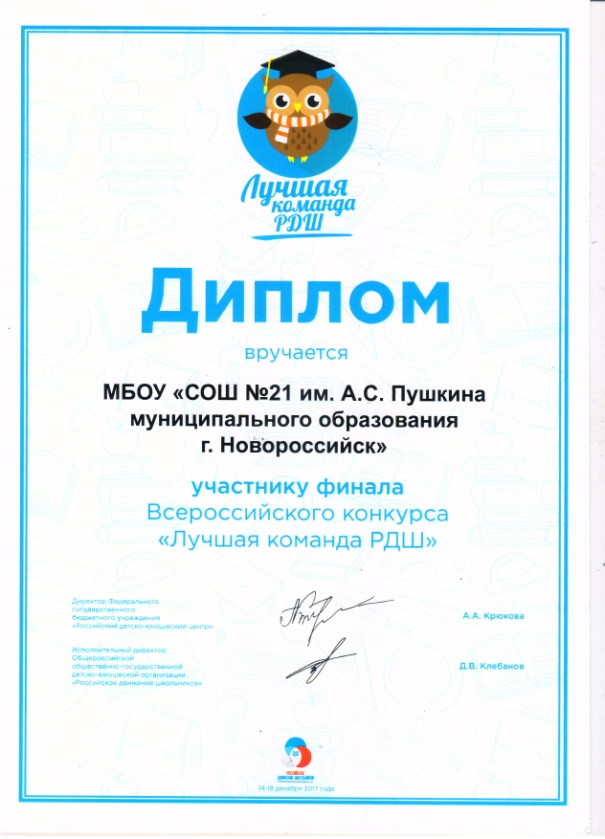 Лучшая
команда
РДШ
Диплом
вручается
МБОУ «СОШ №21 им. А.С. Пушкина
муниципального образования
г. Новороссийск»
участнику финала
Всероссийского конкурса
«Лучшая команда РДШ»
Директор Федерального
государственного
бюджетного учреждения
«Российский детско-юношеский центр»
А.А. Крюкова
Исполнительный директор
Общероссийской
общественно-государственной
детско-юношеской организации
«Российское движение школьников»
Д.В. Клебанов
РОССИЙСКОЕ
ДВИЖЕНИЕ ШКОЛЬНИКОВ
14-18 декабря 2017 года